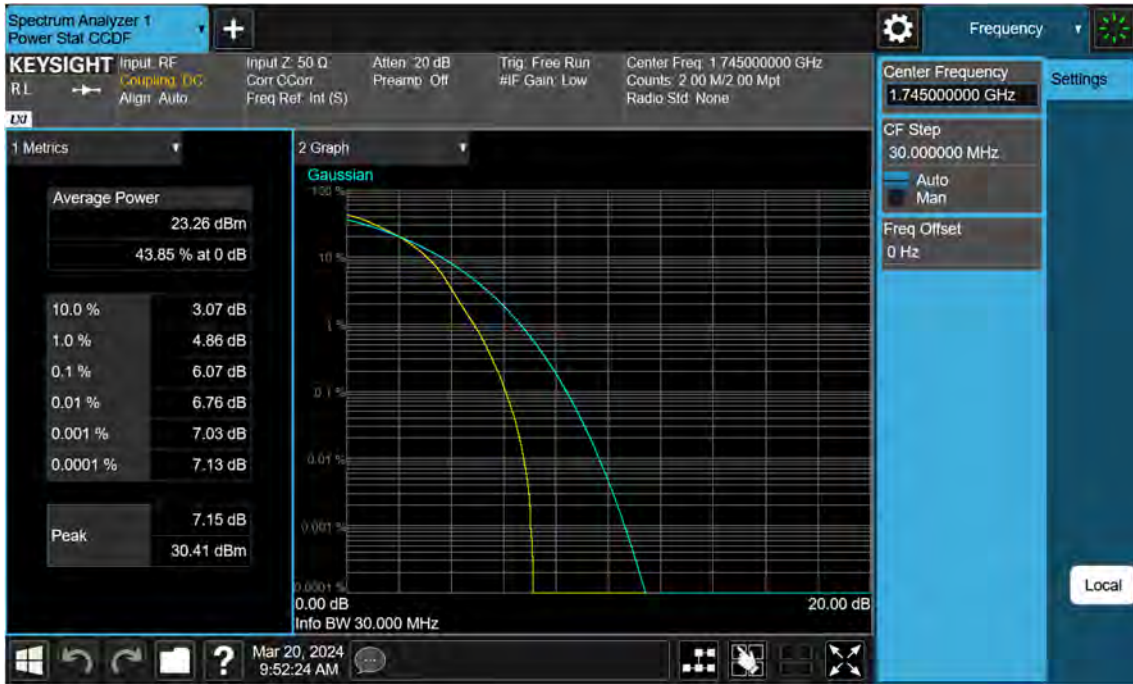 Spectrum Analyzer 1
Power Stat CCDF
Frequency
KEYSIGHT
Input: RF
Input Z: 50 Ω
Atten: 20 dB
Trig: Free Run
Center Freq: 1.745000000 GHz
RL
Coupling: DC
Corr CCorr
Preamp: Off
#IF Gain: Low
Counts: 2.00 M/2.00 Mpt
Align: Auto
Freq Ref: Int (S)
Radio Std: None
LXI
Center Frequency
1.745000000 GHz
Settings
CF Step
30.000000 MHz
Auto
Man
Freq Offset
0 Hz
Local
1 Metrics
Average Power
23.26 dBm
43.85 % at 0 dB
10.0 % 3.07 dB
1.0 % 4.86 dB
0.1 % 6.07 dB
0.01 % 6.76 dB
0.001 % 7.03 dB
0.0001 % 7.13 dB
Peak
7.15 dB
30.41 dBm
2 Graph
Gaussian
100 %
10 %
1 %
0.1 %
0.01 %
0.001 %
0.0001 %
0.00 dB 20.00 dB
Info BW 30.000 MHz
?
Mar 20, 2024
9:52:24 AM